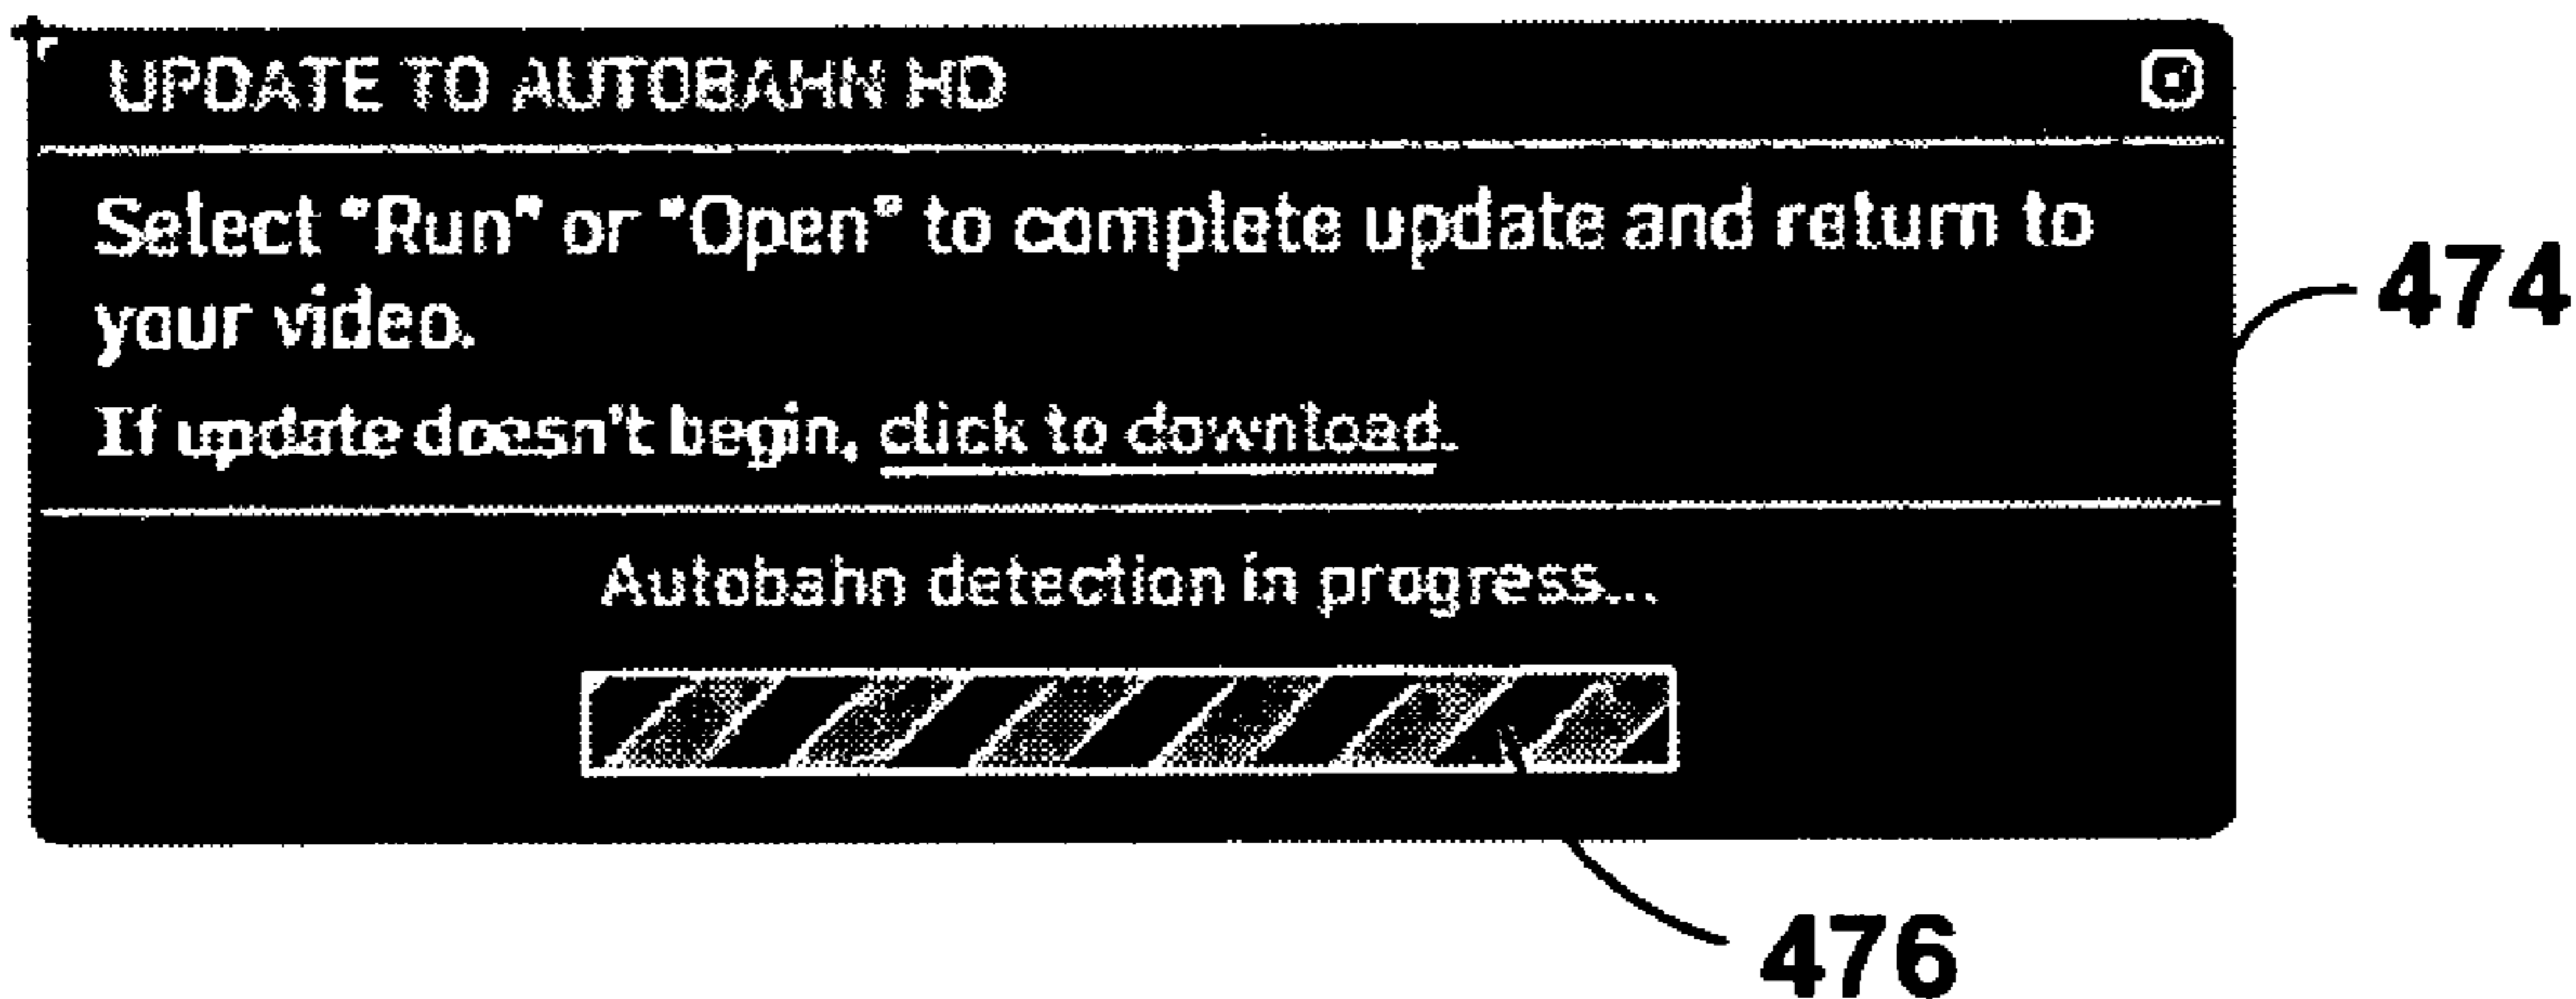 UPDATE TO AUTOBAHN HD
Select "Run" or "Open" to complete update and return to
your video.
If update doesn't begin, click to download.
474
Autobahn detection in progress...
476